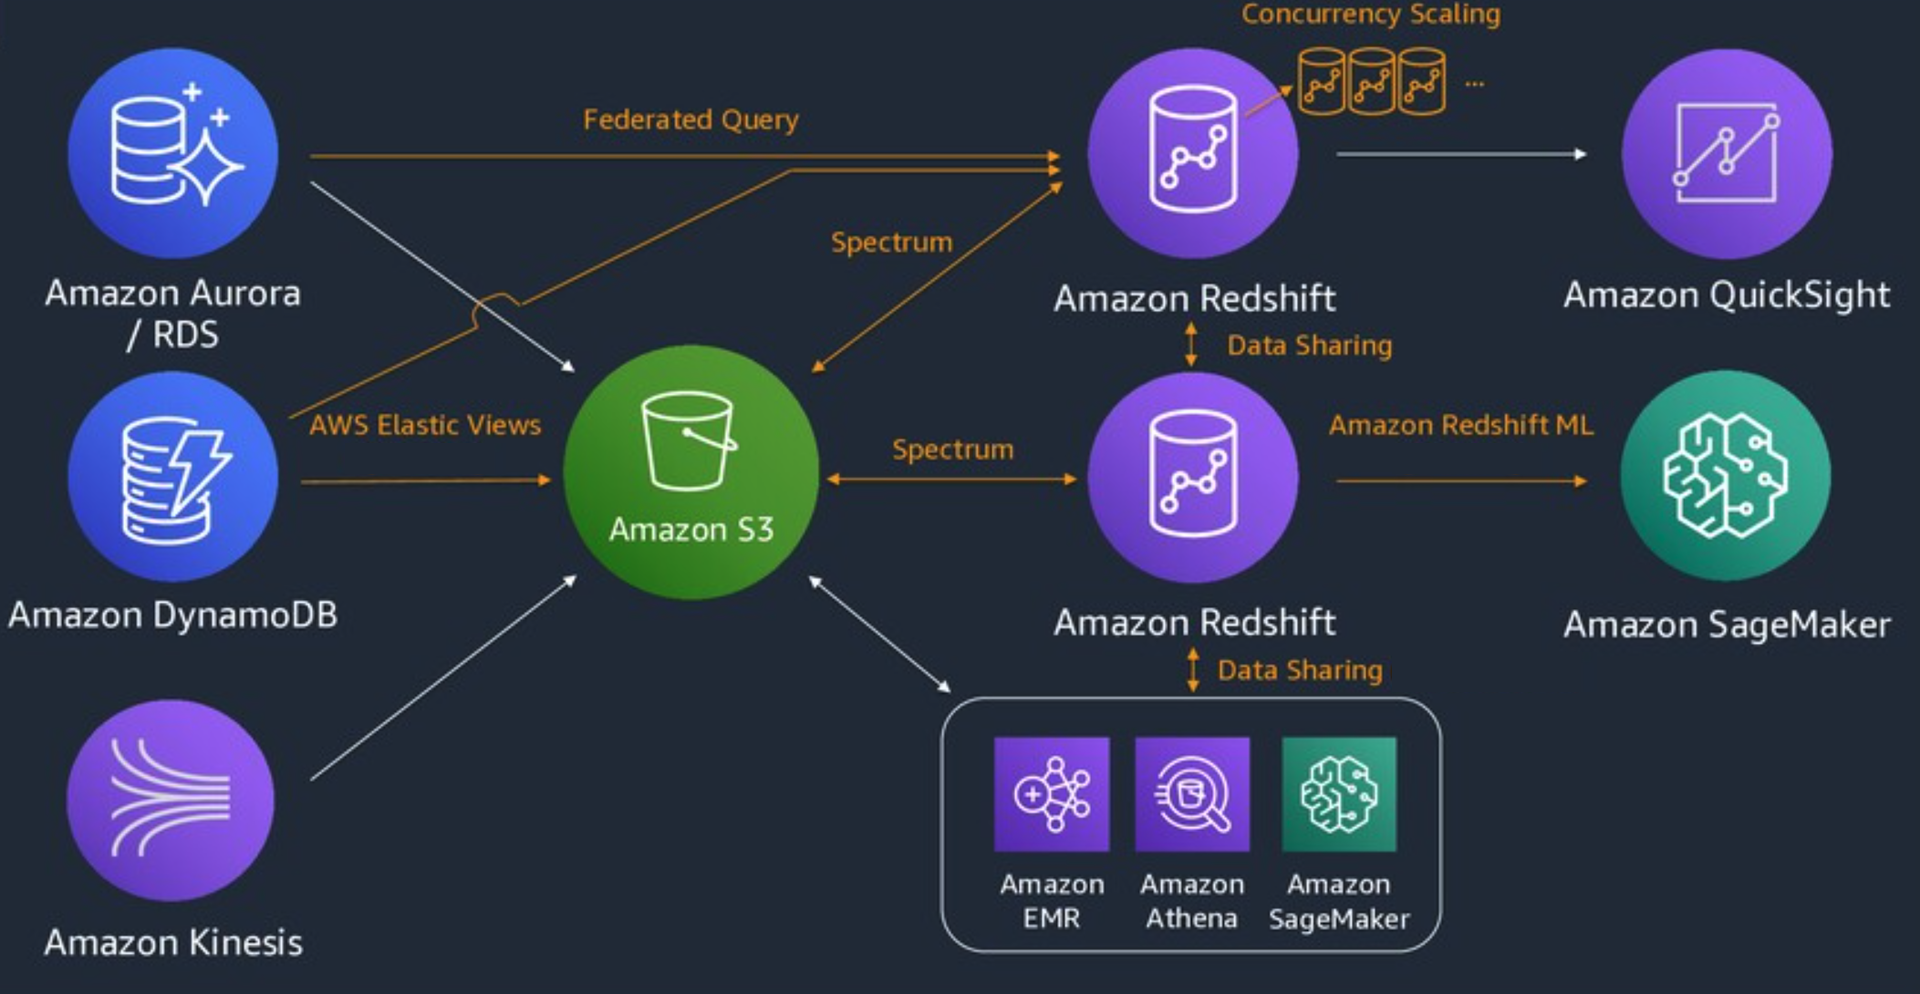 Concurrency Scaling
...
Federated Query
Spectrum
Amazon Aurora
/ RDS
Amazon Redshift
Amazon QuickSight
Data Sharing
AWS Elastic Views
Spectrum
Amazon Redshift ML
Amazon S3
Amazon DynamoDB
Amazon Redshift
Amazon SageMaker
Data Sharing
Amazon
EMR
Amazon
Athena
Amazon
SageMaker
Amazon Kinesis